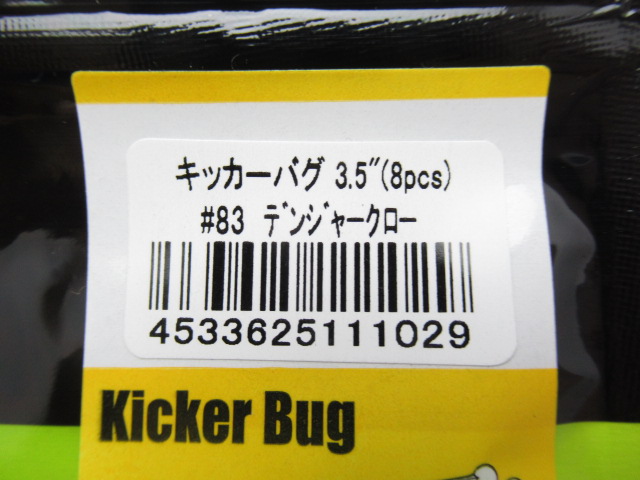 キッカーバグ 3.5"(8pcs)
#83 ﾃﾞﾝｼﾞｬｰｸﾛｰ
4533625111029
Kicker Bug